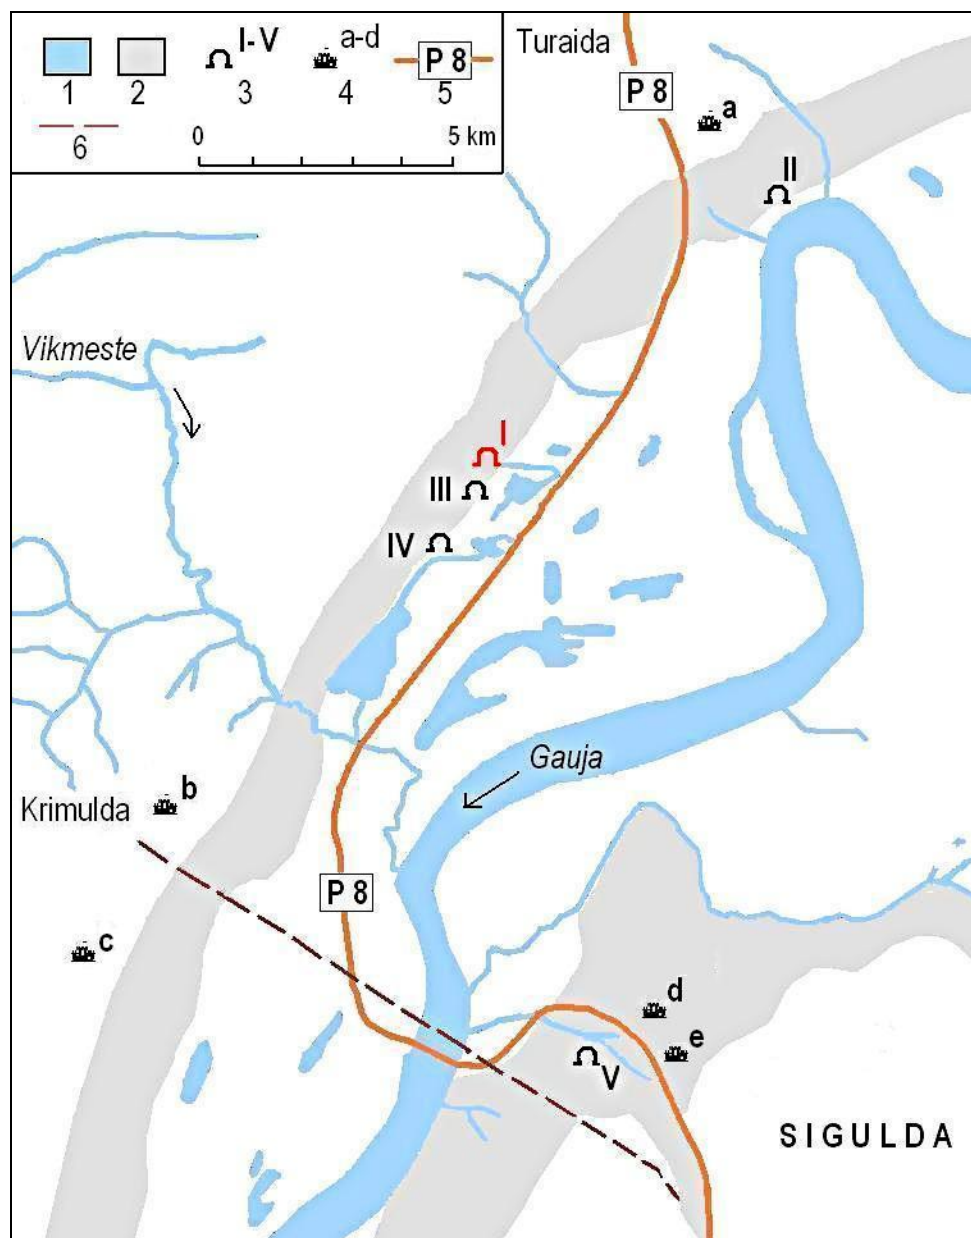 I-V
a-d
P 8
1
2
3
4
5
6
0
5 km
Turaida
P 8
a
II
Vikmeste
I
III
IV
Gauja
b
Krimulda
P 8
c
d
e
V
SIGULDA